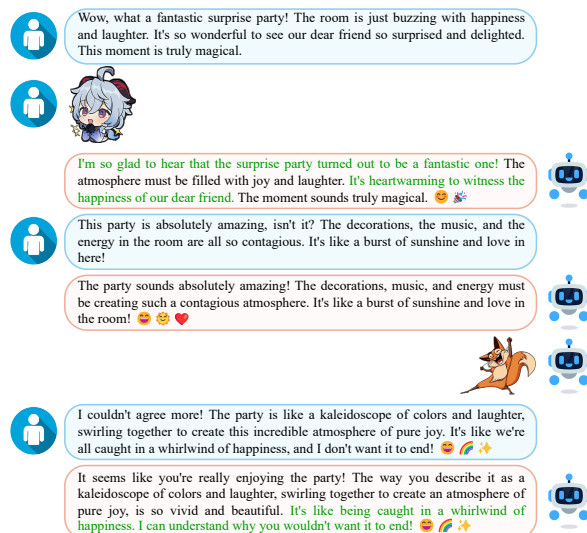 Wow, what a fantastic surprise party! The room is just buzzing with happiness
and laughter. It's so wonderful to see our dear friend so surprised and delighted.
This moment is truly magical.
I'm so glad to hear that the surprise party turned out to be a fantastic one! The
atmosphere must be filled with joy and laughter. It's heartwarming to witness the
happiness of our dear friend. The moment sounds truly magical. 😊 🎉
This party is absolutely amazing, isn't it? The decorations, the music, and the
energy in the room are all so contagious. It's like a burst of sunshine and love in
here!
The party sounds absolutely amazing! The decorations, music, and energy must
be creating such a contagious atmosphere. It's like a burst of sunshine and love in
the room! 😄 🌞 ❤️
I couldn't agree more! The party is like a kaleidoscope of colors and laughter,
swirling together to create this incredible atmosphere of pure joy. It's like we're
all caught in a whirlwind of happiness, and I don't want it to end! 😄 🌈 ✨
It seems like you're really enjoying the party! The way you describe it as a
kaleidoscope of colors and laughter, swirling together to create an atmosphere of
pure joy, is so vivid and beautiful. It's like being caught in a whirlwind of
happiness. I can understand why you wouldn't want it to end! 😄 🌈 ✨